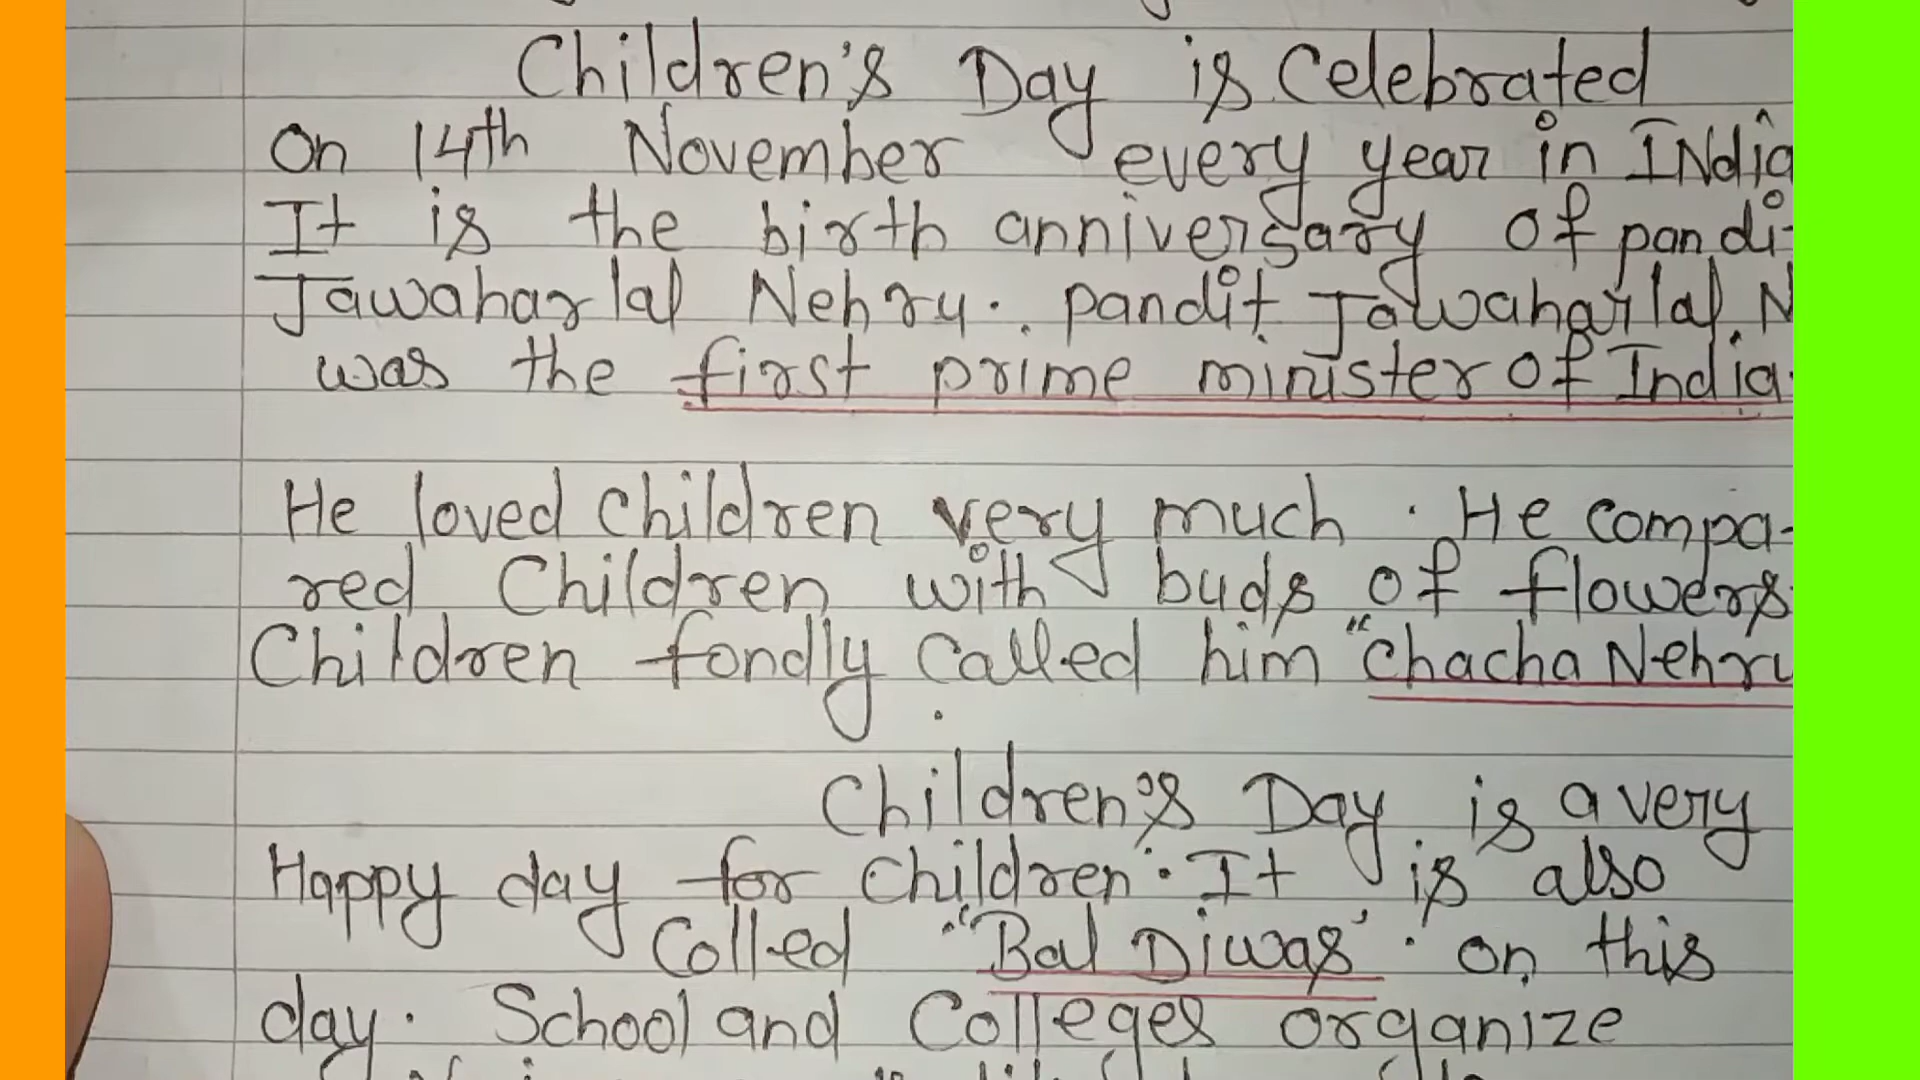 Children's Day is Celebrated
On 14th November every year in INdia
It is the birth anniversary of pandi
Jawaharlal Nehru. pandit Jawaharlal N
was the first prime minister of India.
He loved children very much. He compa-
red Children with buds of flowers
Children fondly called him "Chacha Nehru
Children's Day is a very
Happy day for children. It is also
Colled "Bal Diwas". on this
day. School and Colleges organize